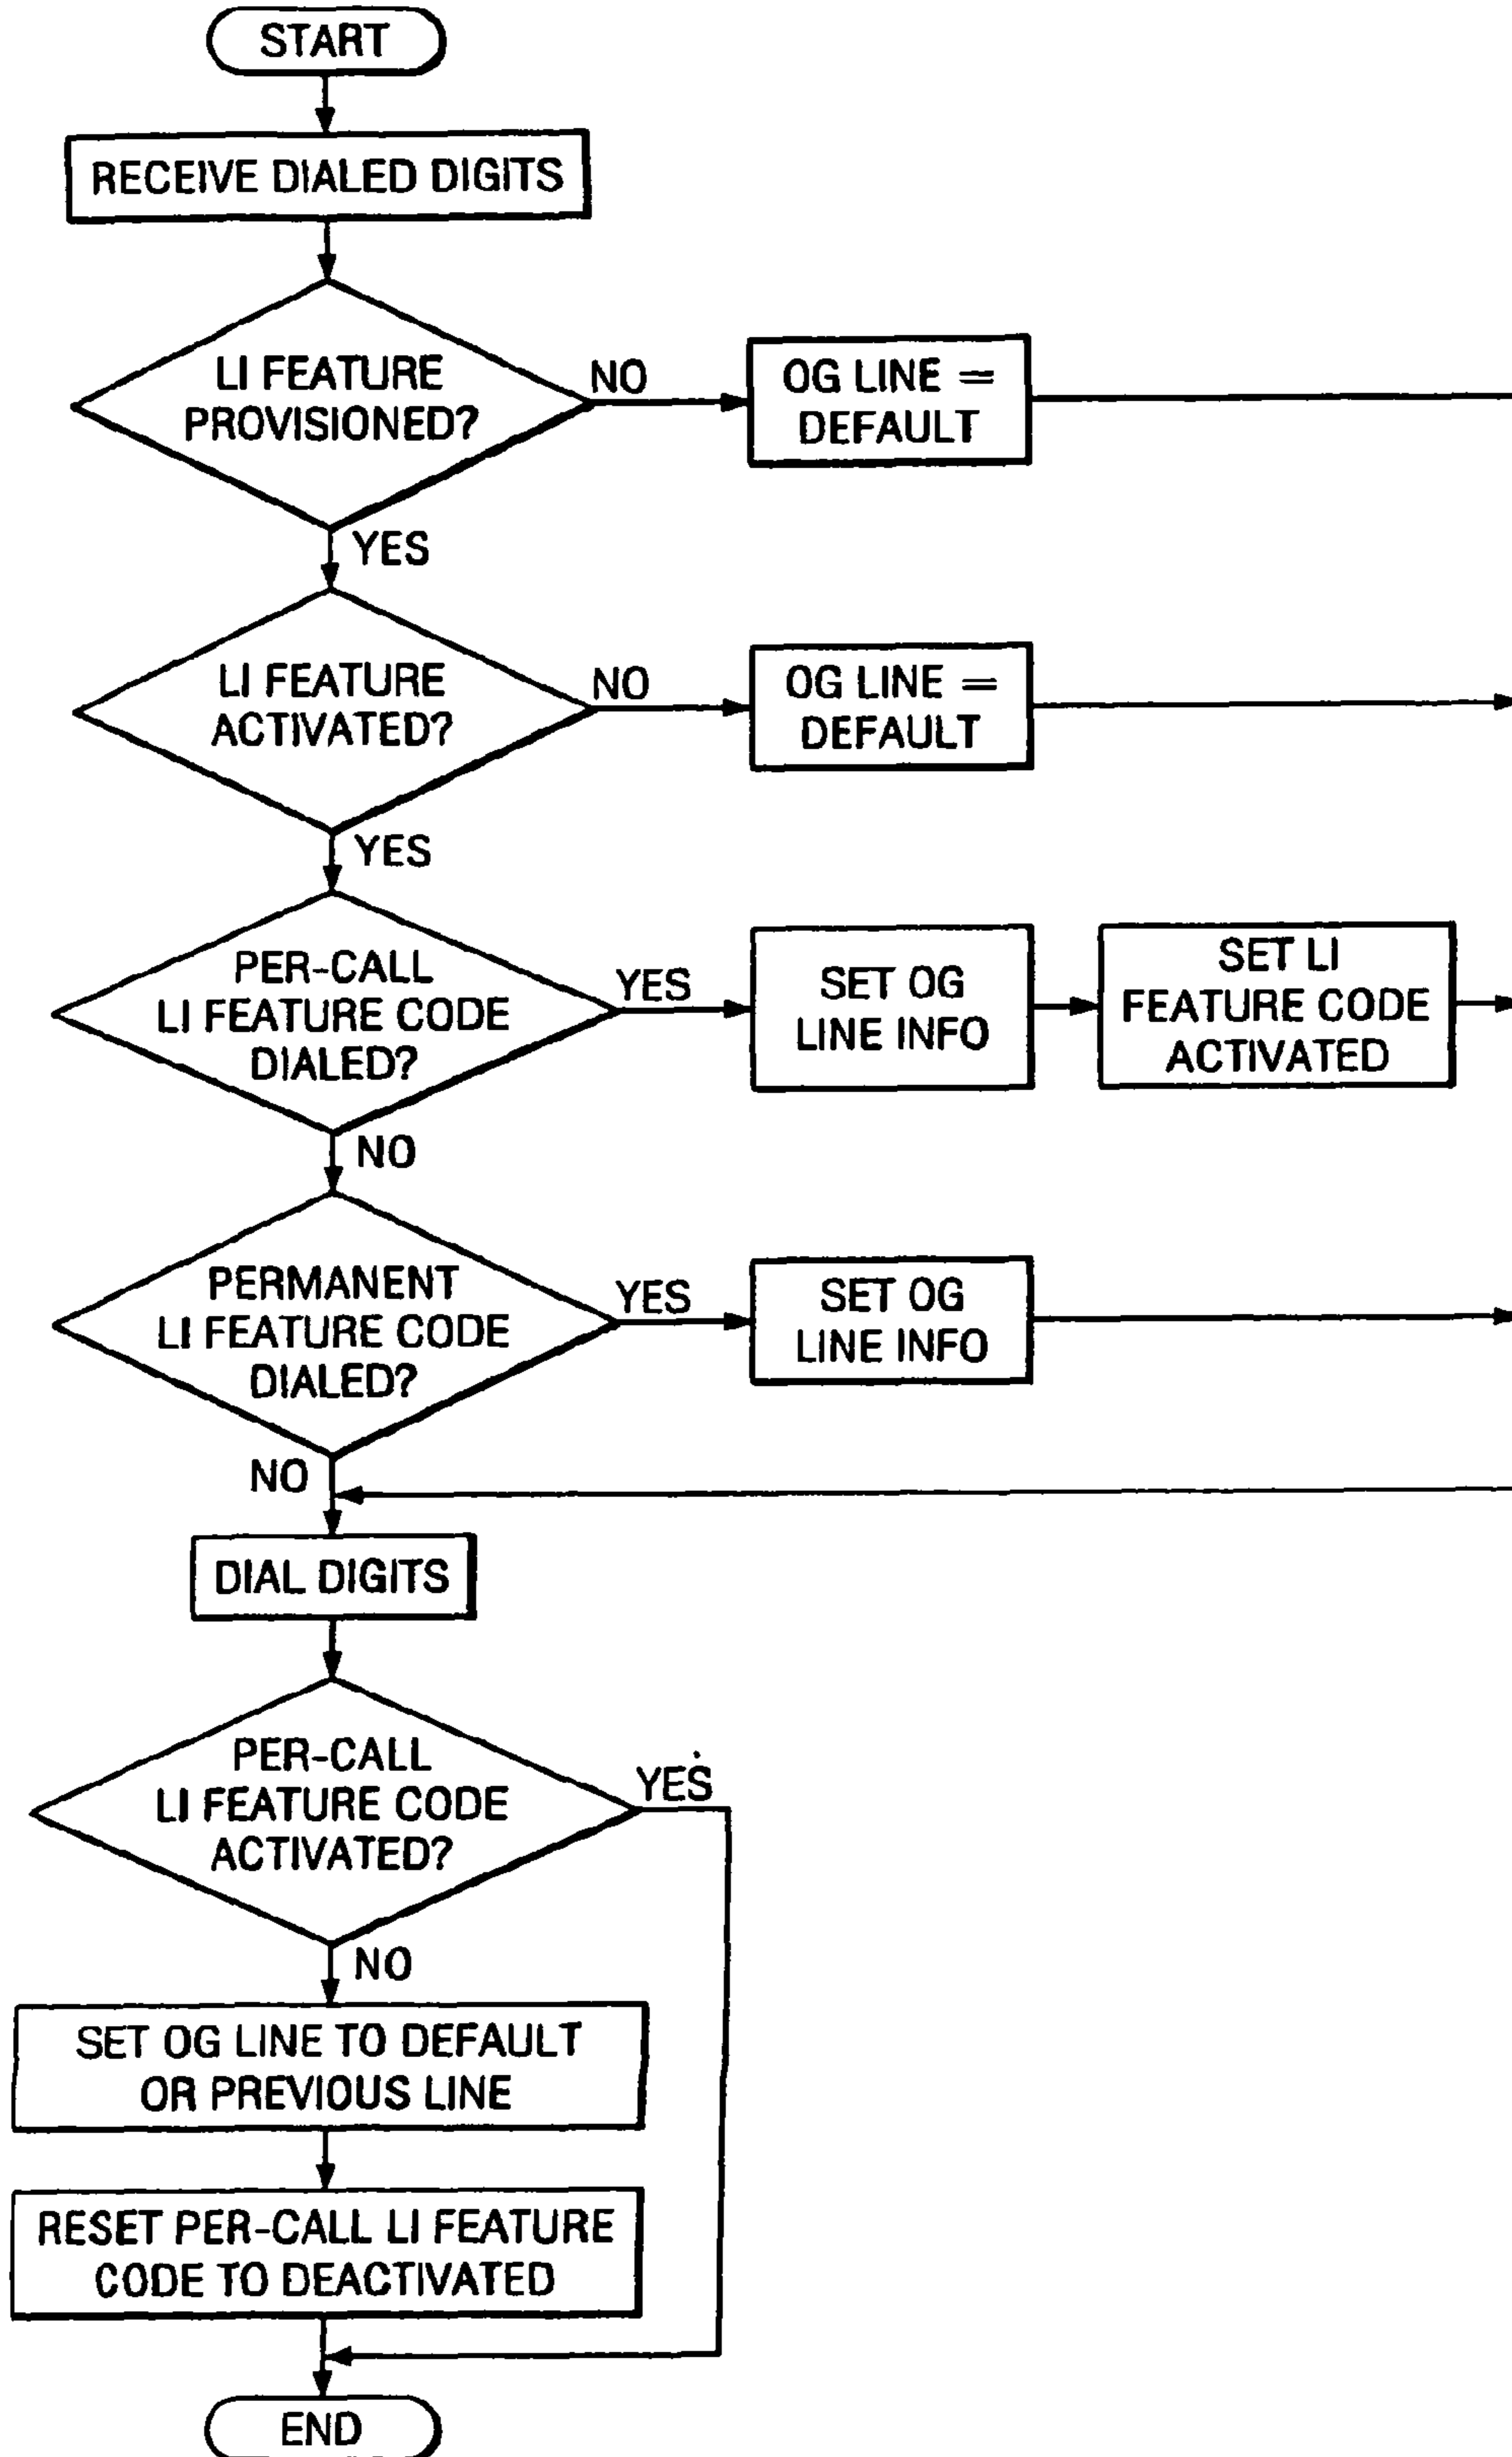 START
RECEIVE DIALED DIGITS
LI FEATURE
PROVISIONED?
NO
OG LINE =
DEFAULT
YES
LI FEATURE
ACTIVATED?
NO
OG LINE =
DEFAULT
YES
PER-CALL
LI FEATURE CODE
DIALED?
YES
SET OG
LINE INFO
SET LI
FEATURE CODE
ACTIVATED
NO
PERMANENT
LI FEATURE CODE
DIALED?
YES
SET OG
LINE INFO
NO
DIAL DIGITS
PER-CALL
LI FEATURE CODE
ACTIVATED?
YES
NO
SET OG LINE TO DEFAULT
OR PREVIOUS LINE
RESET PER-CALL LI FEATURE
CODE TO DEACTIVATED
END